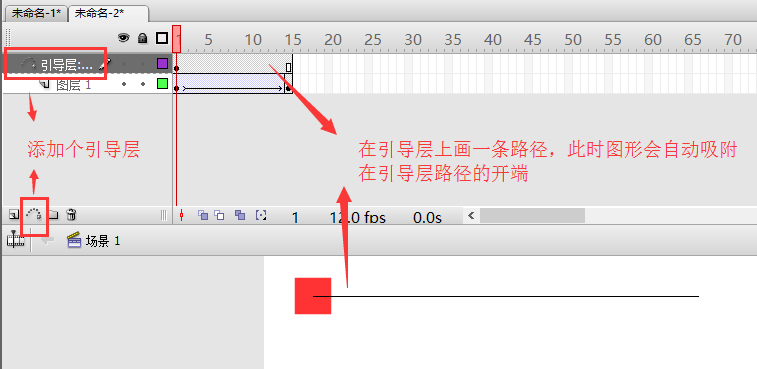 未命名-1* 未命名-2*
1 5 10 15 20 25 30 35 40 45 50 55 60 65 70
引导层:...
图层 1
添加个引导层
在引导层上画一条路径，此时图形会自动吸附
在引导层路径的开端
1 12.0 fps 0.0s
场景 1